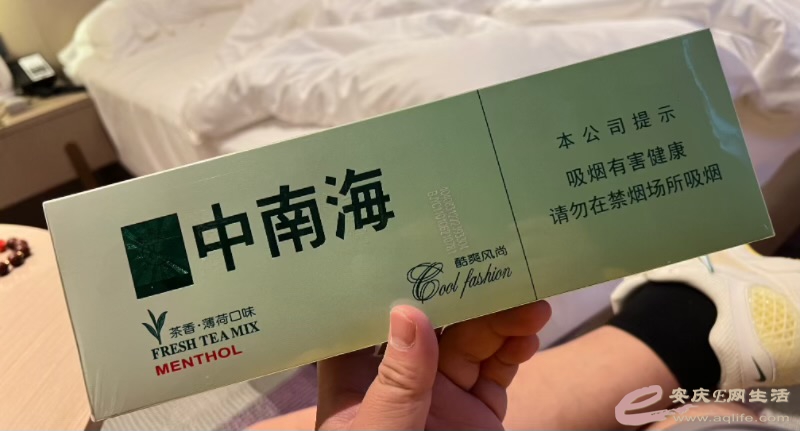 中南海
茶香·薄荷口味
FRESH TEA MIX
MENTHOL
酷爽风尚
Cool fashion
本公司提示
吸烟有害健康
请勿在禁烟场所吸烟
安庆E网生活
www.aqlife.com